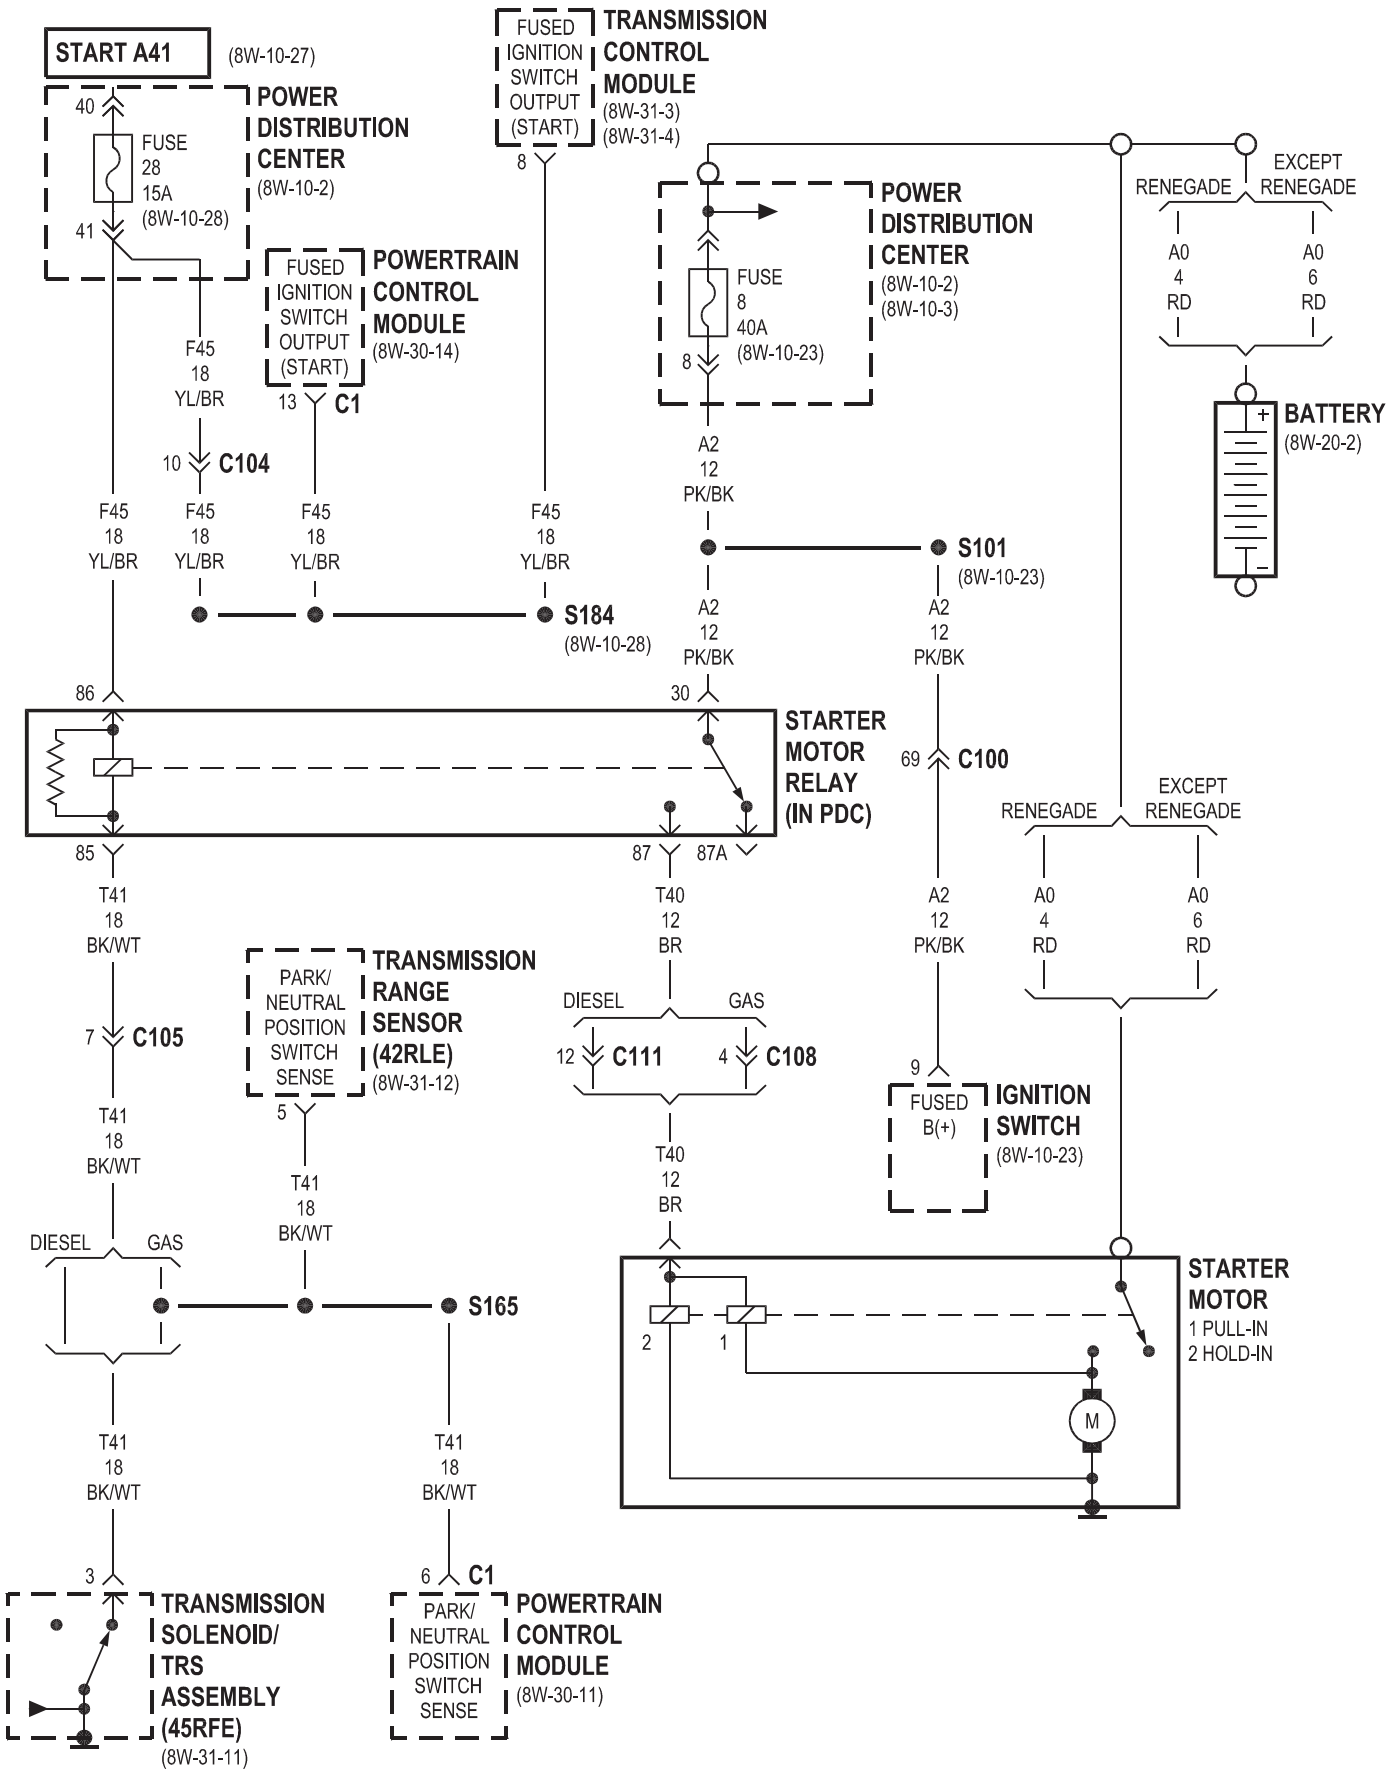 START A41
(8W-10-27)
40
FUSE
28
15A
(8W-10-28)
41
POWER
DISTRIBUTION
CENTER
(8W-10-2)
FUSED
IGNITION
SWITCH
OUTPUT
(START)
8
TRANSMISSION
CONTROL
MODULE
(8W-31-3)
(8W-31-4)
FUSED
IGNITION
SWITCH
OUTPUT
(START)
13
C1
POWERTRAIN
CONTROL
MODULE
(8W-30-14)
FUSE
8
40A
(8W-10-23)
8
POWER
DISTRIBUTION
CENTER
(8W-10-2)
(8W-10-3)
RENEGADE
EXCEPT
RENEGADE
A0
4
RD
A0
6
RD
BATTERY
(8W-20-2)
+
−
F45
18
YL/BR
10
C104
F45
18
YL/BR
F45
18
YL/BR
F45
18
YL/BR
F45
18
YL/BR
S184
(8W-10-28)
A2
12
PK/BK
S101
(8W-10-23)
A2
12
PK/BK
A2
12
PK/BK
86
30
STARTER
MOTOR
RELAY
(IN PDC)
69
C100
85
87
87A
RENEGADE
EXCEPT
RENEGADE
T41
18
BK/WT
T40
12
BR
A2
12
PK/BK
A0
4
RD
A0
6
RD
7
C105
PARK/
NEUTRAL
POSITION
SWITCH
SENSE
5
TRANSMISSION
RANGE
SENSOR
(42RLE)
(8W-31-12)
DIESEL
GAS
12
C111
4
C108
9
FUSED
B(+)
IGNITION
SWITCH
(8W-10-23)
T41
18
BK/WT
T41
18
BK/WT
T40
12
BR
DIESEL
GAS
S165
2
1
M
STARTER
MOTOR
1 PULL-IN
2 HOLD-IN
T41
18
BK/WT
T41
18
BK/WT
3
TRANSMISSION
SOLENOID/
TRS
ASSEMBLY
(45RFE)
(8W-31-11)
6
C1
PARK/
NEUTRAL
POSITION
SWITCH
SENSE
POWERTRAIN
CONTROL
MODULE
(8W-30-11)